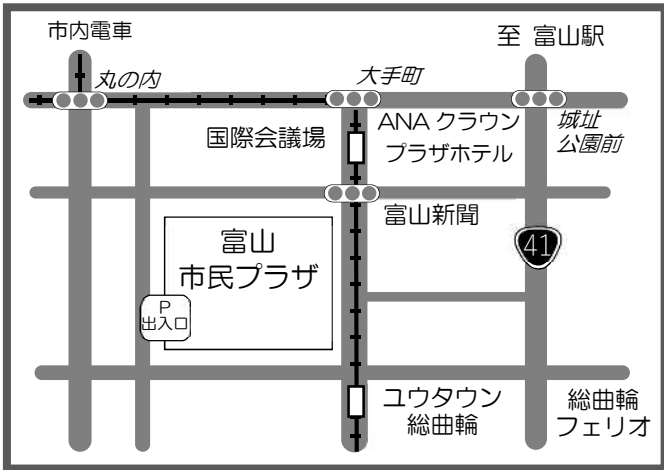 市内電車
至 富山駅
丸の内
大手町
城址
公園前
国際会議場
ANA クラウン
プラザホテル
富山新聞
富山
市民プラザ
41
P
出入口
ユウタウン
総曲輪
総曲輪
フェリオ